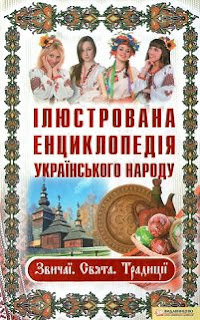 ІЛЮСТРОВАНА
ЕНЦИКЛОПЕДІЯ
УКРАЇНСЬКОГО НАРОДУ
Звичаї. Свята. Традиції